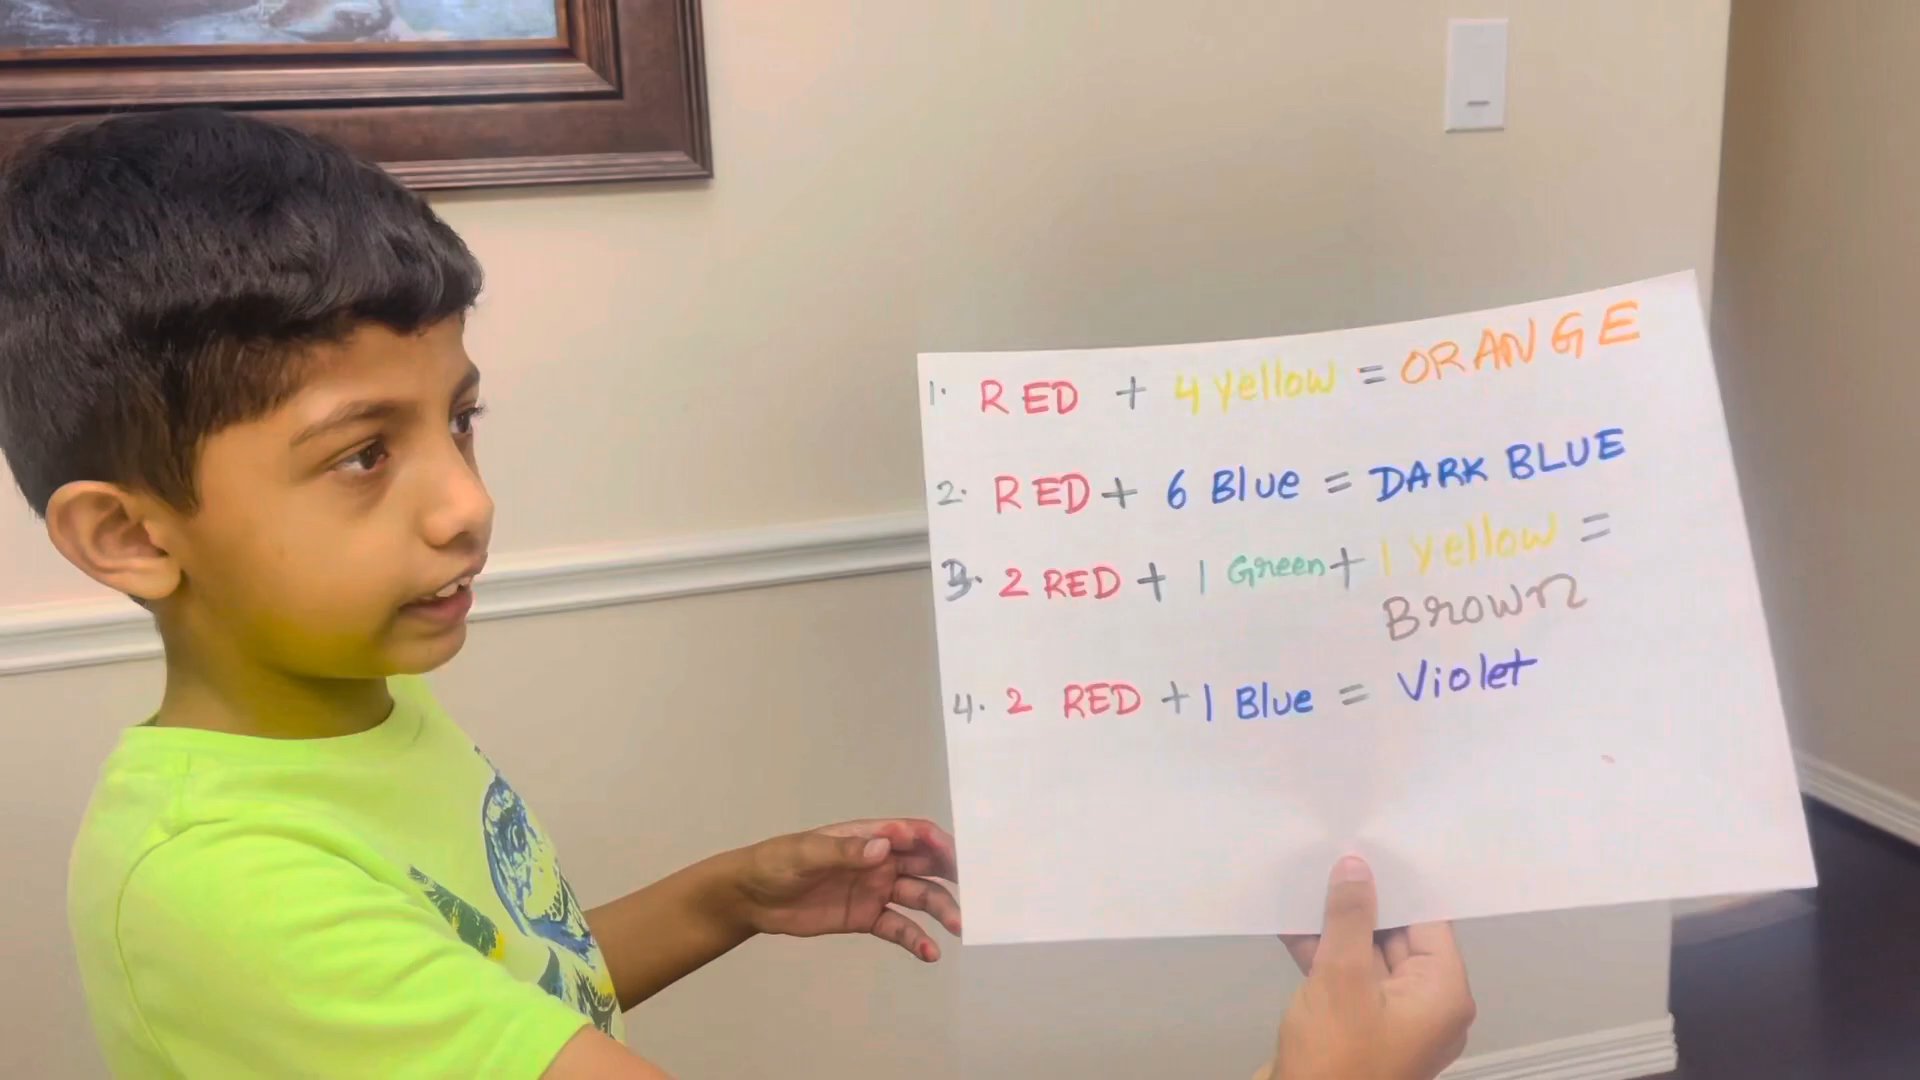 1. RED + 4 yellow = ORANGE
2. RED + 6 Blue = DARK BLUE
3. 2 RED + 1 Green + 1 yellow =
Brown
4. 2 RED + 1 Blue = Violet